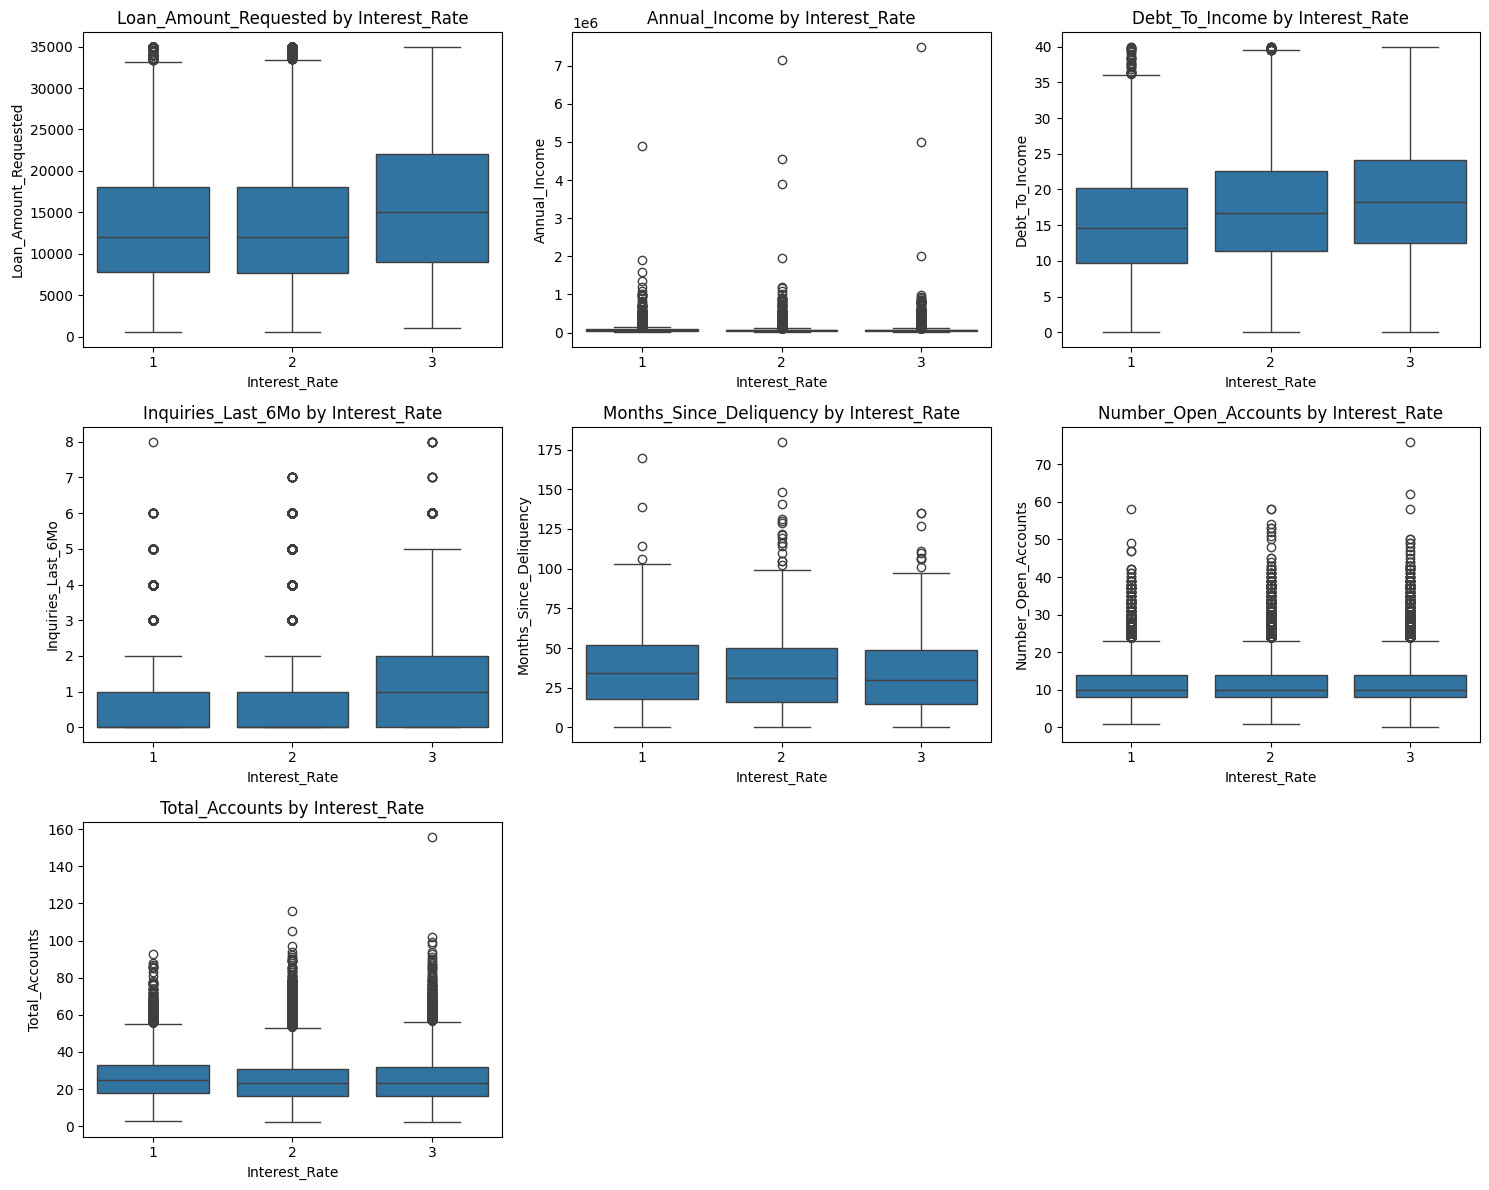 Loan_Amount_Requested by Interest_Rate
Loan_Amount_Requested
35000
30000
25000
20000
15000
10000
5000
0
1 2 3
Interest_Rate
Annual_Income by Interest_Rate
1e6
Annual_Income
7
6
5
4
3
2
1
0
1 2 3
Interest_Rate
Debt_To_Income by Interest_Rate
Debt_To_Income
40
35
30
25
20
15
10
5
0
1 2 3
Interest_Rate
Inquiries_Last_6Mo by Interest_Rate
Inquiries_Last_6Mo
8
7
6
5
4
3
2
1
0
1 2 3
Interest_Rate
Months_Since_Deliquency by Interest_Rate
Months_Since_Deliquency
175
150
125
100
75
50
25
0
1 2 3
Interest_Rate
Number_Open_Accounts by Interest_Rate
Number_Open_Accounts
70
60
50
40
30
20
10
0
1 2 3
Interest_Rate
Total_Accounts by Interest_Rate
Total_Accounts
160
140
120
100
80
60
40
20
0
1 2 3
Interest_Rate